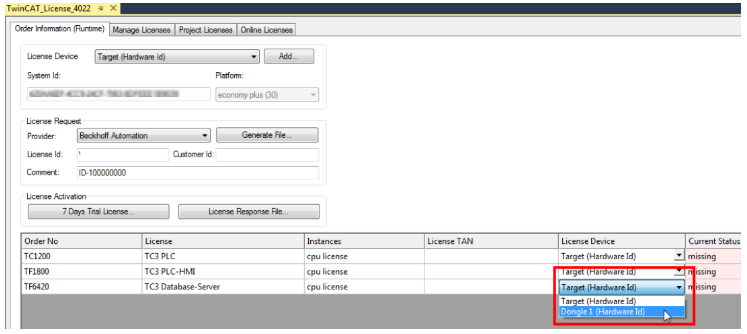 TwinCAT_License_4022
Order Information (Runtime) Manage Licenses Project Licenses Online Licenses
License Device Target (Hardware Id) Add...
System Id: Platform:
economy plus (30)
License Request
Provider: Beckhoff Automation Generate File...
License Id: Customer Id:
Comment: ID-100000000
License Activation
7 Days Trial License... License Response File...
Order No License Instances License TAN License Device Current Status
TC1200 TC3 PLC cpu license Target (Hardware Id) missing
TF1800 TC3 PLC-HMI cpu license Target (Hardware Id) missing
TF6420 TC3 Database-Server cpu license Target (Hardware Id) missing
Target (Hardware Id)
Dongle 1 (Hardware Id)